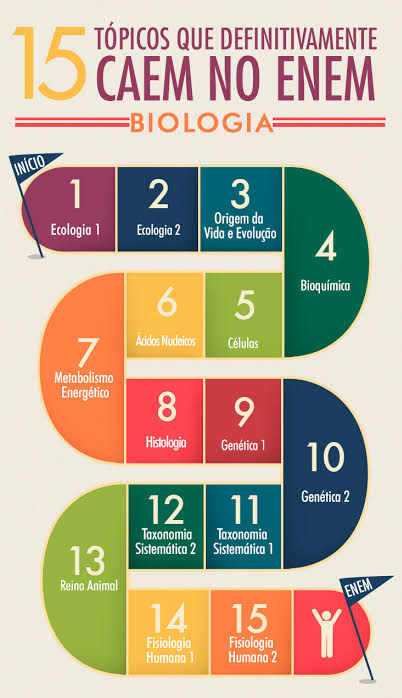 15 TÓPICOS QUE DEFINITIVAMENTE
CAEM NO ENEM
BIOLOGIA
INÍCIO
1
Ecologia 1
2
Ecologia 2
3
Origem da
Vida e Evolução
4
Bioquímica
5
Células
6
Ácidos Nucleicos
7
Metabolismo
Energético
8
Histologia
9
Genética 1
10
Genética 2
11
Taxonomia
Sistemática 1
12
Taxonomia
Sistemática 2
13
Reino Animal
14
Fisiologia
Humana 1
15
Fisiologia
Humana 2
ENEM